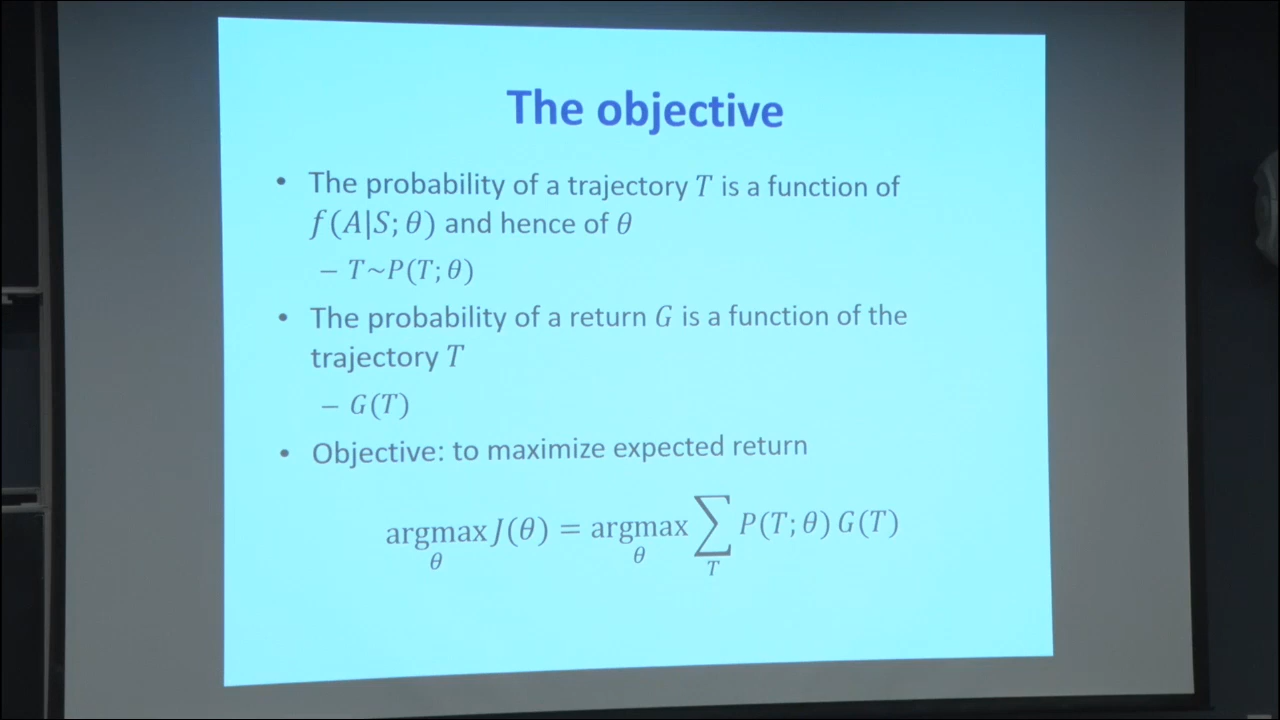 The objective
• The probability of a trajectory T is a function of
f(A|S; θ) and hence of θ
– T~P(T; θ)
• The probability of a return G is a function of the
trajectory T
– G(T)
• Objective: to maximize expected return
argmax J(θ) = argmax ∑ P(T; θ) G(T)
θ θ T